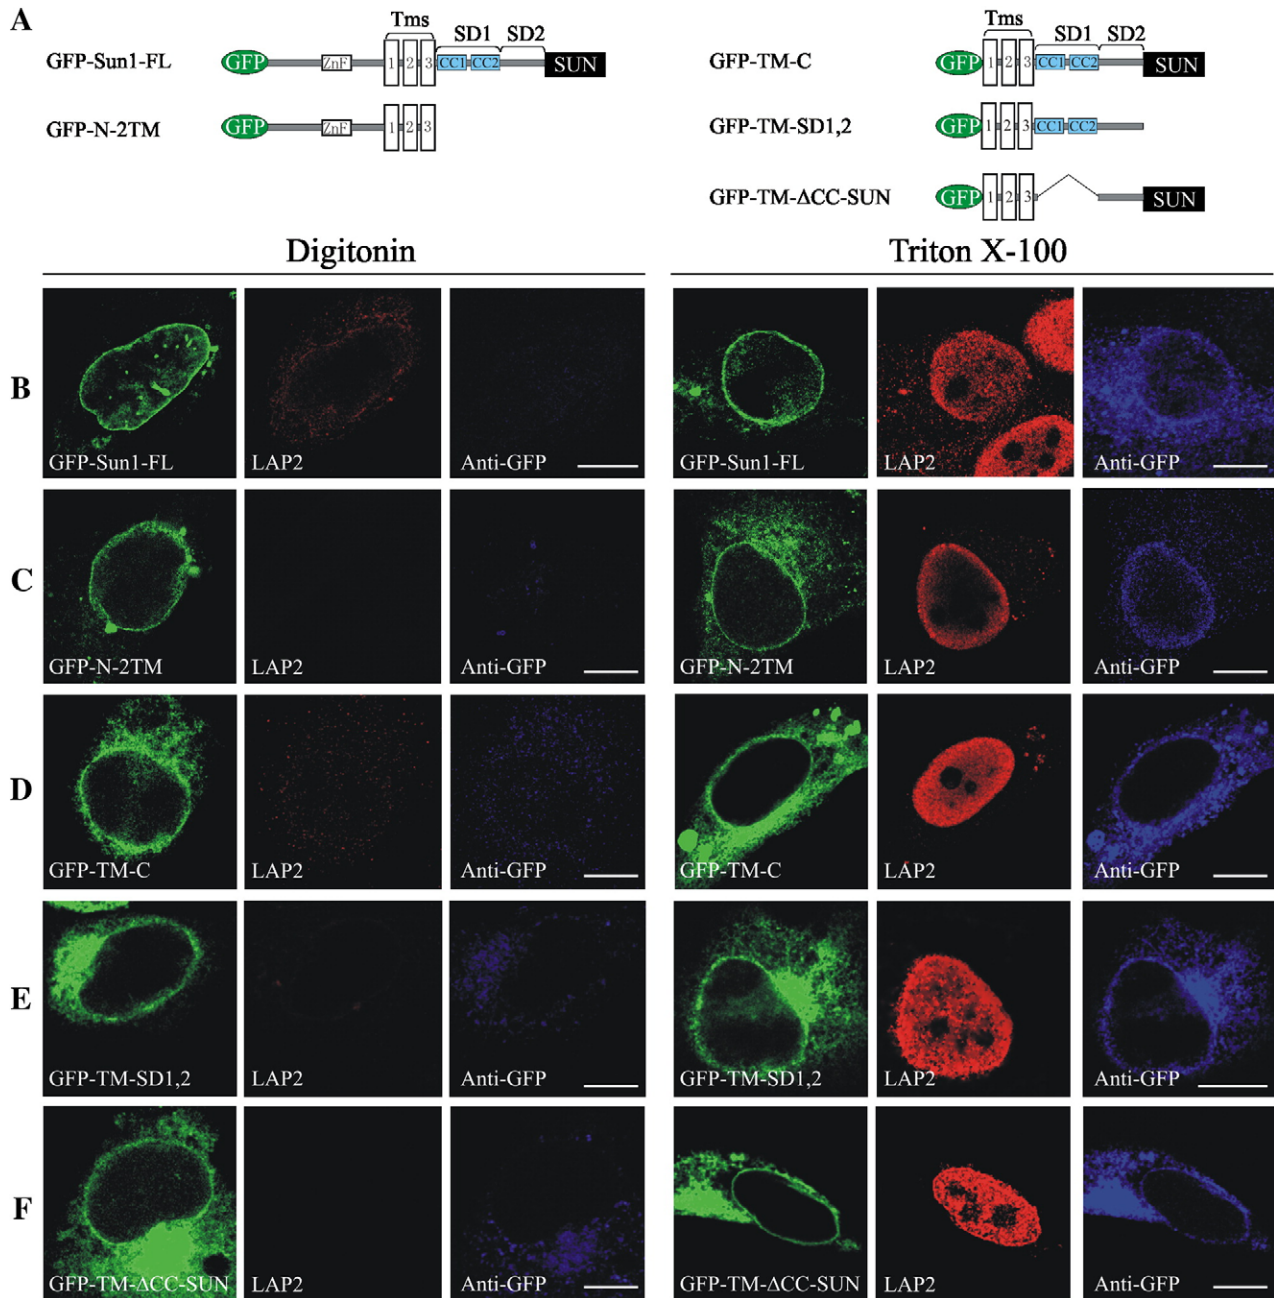 A
Tms
SD1 SD2
GFP-Sun1-FL GFP ZnF 1 2 3 CC1 CC2 SUN
GFP-N-2TM GFP ZnF 1 2 3
Tms
SD1 SD2
GFP-TM-C GFP 1 2 3 CC1 CC2 SUN
GFP-TM-SD1,2 GFP 1 2 3 CC1 CC2
GFP-TM-ΔCC-SUN GFP 1 2 3 SUN
Digitonin Triton X-100
B
GFP-Sun1-FL LAP2 Anti-GFP GFP-Sun1-FL LAP2 Anti-GFP
C
GFP-N-2TM LAP2 Anti-GFP GFP-N-2TM LAP2 Anti-GFP
D
GFP-TM-C LAP2 Anti-GFP GFP-TM-C LAP2 Anti-GFP
E
GFP-TM-SD1,2 LAP2 Anti-GFP GFP-TM-SD1,2 LAP2 Anti-GFP
F
GFP-TM-ΔCC-SUN LAP2 Anti-GFP GFP-TM-ΔCC-SUN LAP2 Anti-GFP